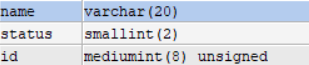 name varchar(20)
status smallint(2)
id mediumint(8) unsigned